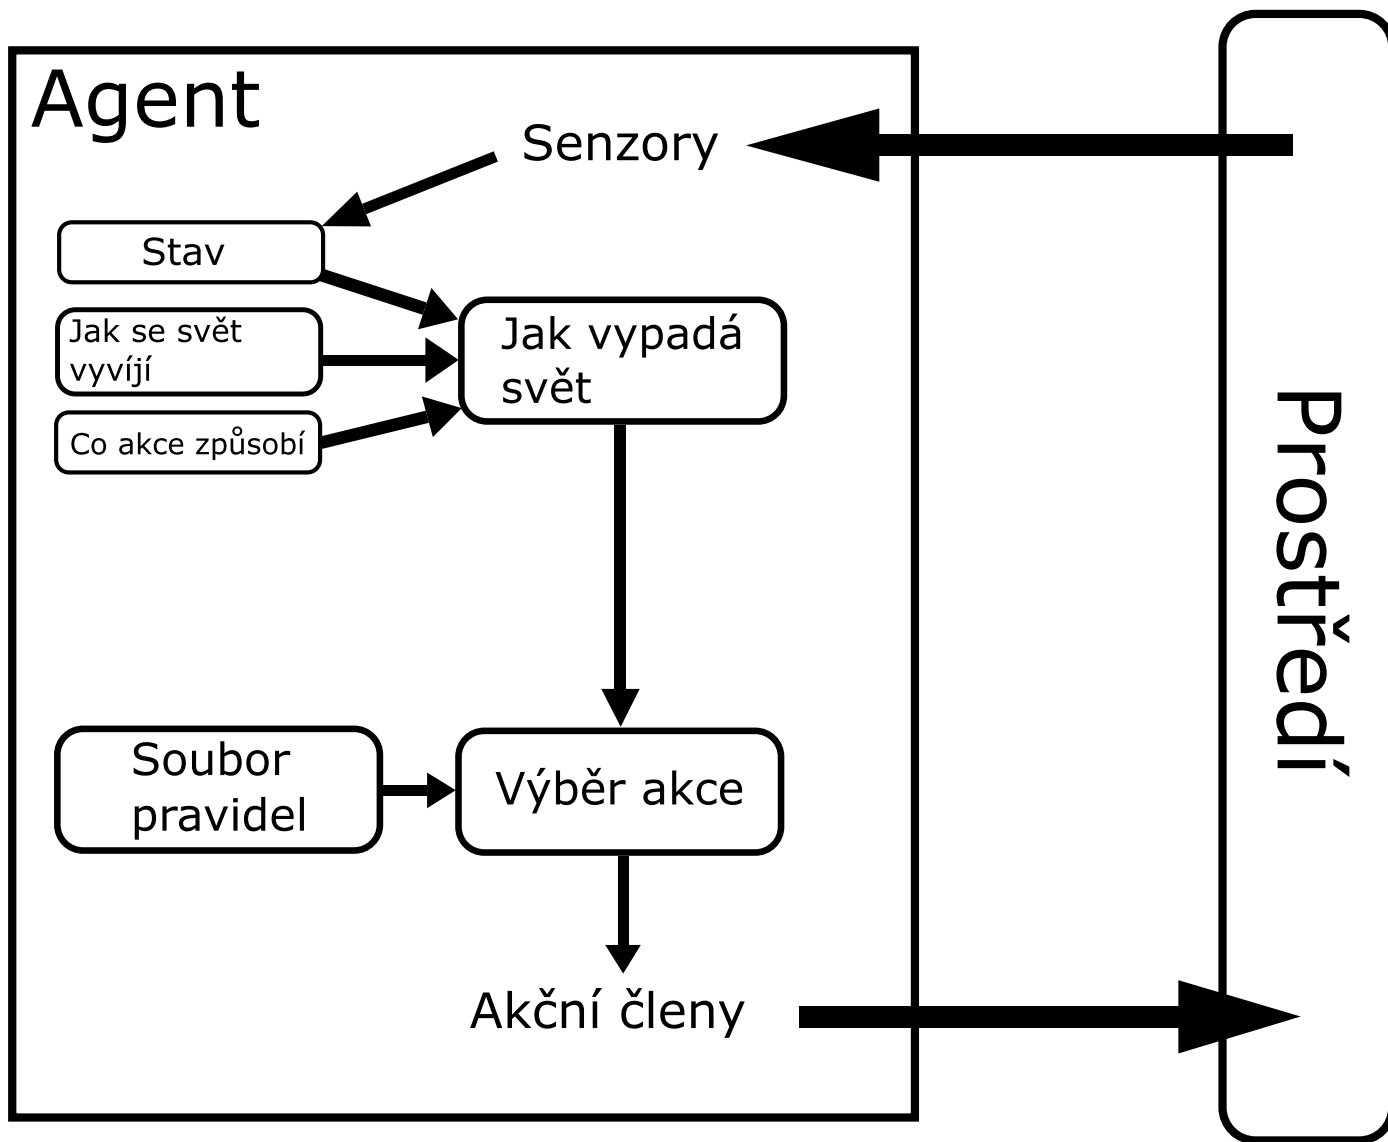 Agent
Senzory
Stav
Jak se svět
vyvíjí
Co akce způsobí
Jak vypadá
svět
Soubor
pravidel
Výběr akce
Akční členy
Prostředí